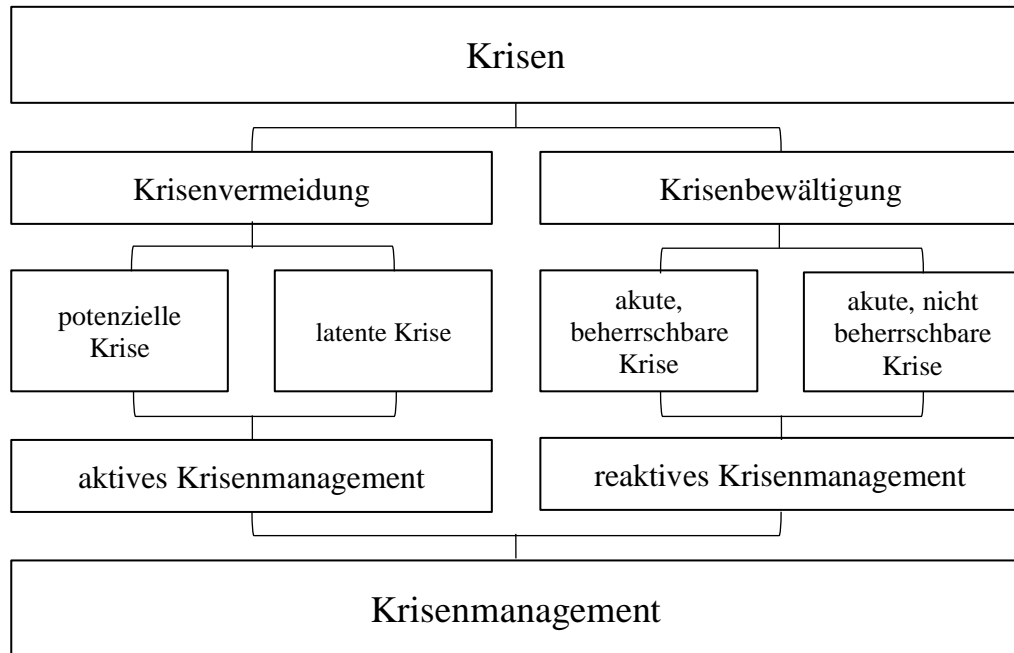 Krisen
Krisenvermeidung
Krisenbewältigung
potenzielle
Krise
latente Krise
akute,
beherrschbare
Krise
akute, nicht
beherrschbare
Krise
aktives Krisenmanagement
reaktives Krisenmanagement
Krisenmanagement